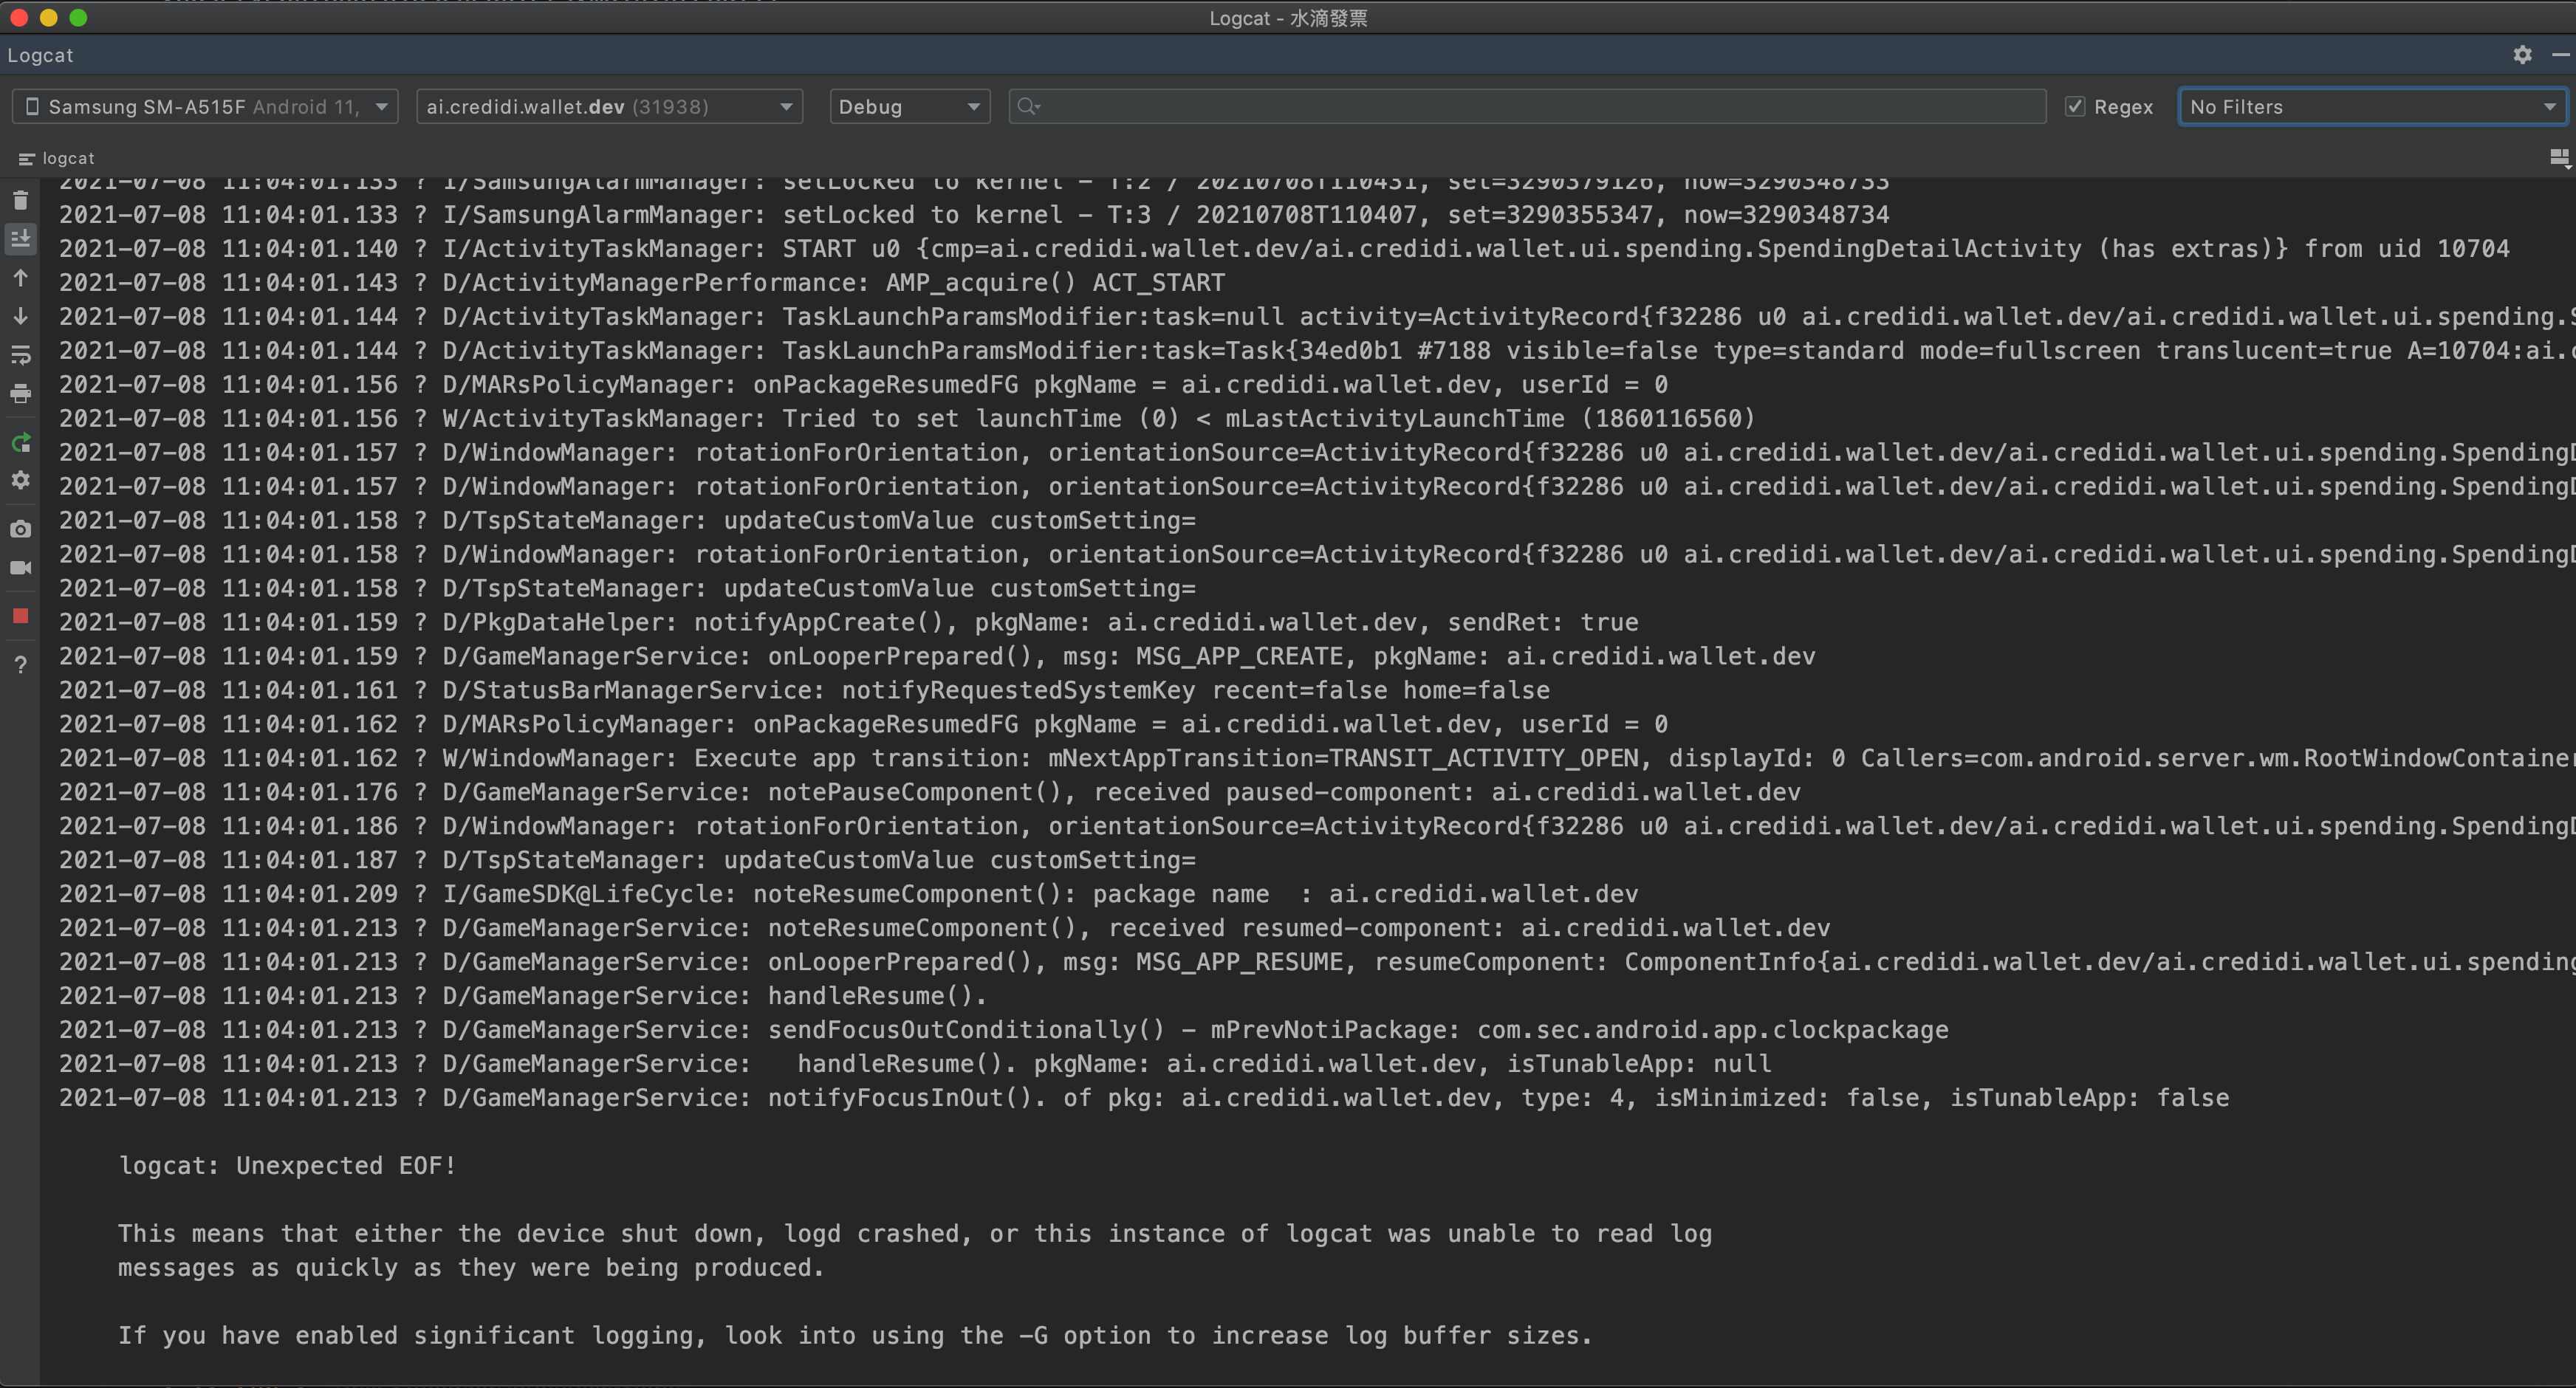 Logcat - 水滴發票
Logcat
Samsung SM-A515F Android 11,
ai.credidi.wallet.dev (31938)
Debug
Regex
No Filters
logcat
2021-07-08 11:04:01.133 ? I/SamsungAlarmManager: setLocked to kernel - T:2 / 20210708T110431, set=3290379126, now=3290348733
2021-07-08 11:04:01.133 ? I/SamsungAlarmManager: setLocked to kernel - T:3 / 20210708T110407, set=3290355347, now=3290348734
2021-07-08 11:04:01.140 ? I/ActivityTaskManager: START u0 {cmp=ai.credidi.wallet.dev/ai.credidi.wallet.ui.spending.SpendingDetailActivity (has extras)} from uid 10704
2021-07-08 11:04:01.143 ? D/ActivityManagerPerformance: AMP_acquire() ACT_START
2021-07-08 11:04:01.144 ? D/ActivityTaskManager: TaskLaunchParamsModifier:task=null activity=ActivityRecord{f32286 u0 ai.credidi.wallet.dev/ai.credidi.wallet.ui.spending.S
2021-07-08 11:04:01.144 ? D/ActivityTaskManager: TaskLaunchParamsModifier:task=Task{34ed0b1 #7188 visible=false type=standard mode=fullscreen translucent=true A=10704:ai.c
2021-07-08 11:04:01.156 ? D/MARsPolicyManager: onPackageResumedFG pkgName = ai.credidi.wallet.dev, userId = 0
2021-07-08 11:04:01.156 ? W/ActivityTaskManager: Tried to set launchTime (0) < mLastActivityLaunchTime (1860116560)
2021-07-08 11:04:01.157 ? D/WindowManager: rotationForOrientation, orientationSource=ActivityRecord{f32286 u0 ai.credidi.wallet.dev/ai.credidi.wallet.ui.spending.SpendingD
2021-07-08 11:04:01.157 ? D/WindowManager: rotationForOrientation, orientationSource=ActivityRecord{f32286 u0 ai.credidi.wallet.dev/ai.credidi.wallet.ui.spending.SpendingD
2021-07-08 11:04:01.158 ? D/TspStateManager: updateCustomValue customSetting=
2021-07-08 11:04:01.158 ? D/WindowManager: rotationForOrientation, orientationSource=ActivityRecord{f32286 u0 ai.credidi.wallet.dev/ai.credidi.wallet.ui.spending.SpendingD
2021-07-08 11:04:01.158 ? D/TspStateManager: updateCustomValue customSetting=
2021-07-08 11:04:01.159 ? D/PkgDataHelper: notifyAppCreate(), pkgName: ai.credidi.wallet.dev, sendRet: true
2021-07-08 11:04:01.159 ? D/GameManagerService: onLooperPrepared(), msg: MSG_APP_CREATE, pkgName: ai.credidi.wallet.dev
2021-07-08 11:04:01.161 ? D/StatusBarManagerService: notifyRequestedSystemKey recent=false home=false
2021-07-08 11:04:01.162 ? D/MARsPolicyManager: onPackageResumedFG pkgName = ai.credidi.wallet.dev, userId = 0
2021-07-08 11:04:01.162 ? W/WindowManager: Execute app transition: mNextAppTransition=TRANSIT_ACTIVITY_OPEN, displayId: 0 Callers=com.android.server.wm.RootWindowContainer
2021-07-08 11:04:01.176 ? D/GameManagerService: notePauseComponent(), received paused-component: ai.credidi.wallet.dev
2021-07-08 11:04:01.186 ? D/WindowManager: rotationForOrientation, orientationSource=ActivityRecord{f32286 u0 ai.credidi.wallet.dev/ai.credidi.wallet.ui.spending.SpendingD
2021-07-08 11:04:01.187 ? D/TspStateManager: updateCustomValue customSetting=
2021-07-08 11:04:01.209 ? I/GameSDK@LifeCycle: noteResumeComponent(): package name  : ai.credidi.wallet.dev
2021-07-08 11:04:01.213 ? D/GameManagerService: noteResumeComponent(), received resumed-component: ai.credidi.wallet.dev
2021-07-08 11:04:01.213 ? D/GameManagerService: onLooperPrepared(), msg: MSG_APP_RESUME, resumeComponent: ComponentInfo{ai.credidi.wallet.dev/ai.credidi.wallet.ui.spending
2021-07-08 11:04:01.213 ? D/GameManagerService: handleResume().
2021-07-08 11:04:01.213 ? D/GameManagerService: sendFocusOutConditionally() - mPrevNotiPackage: com.sec.android.app.clockpackage
2021-07-08 11:04:01.213 ? D/GameManagerService:   handleResume(). pkgName: ai.credidi.wallet.dev, isTunableApp: null
2021-07-08 11:04:01.213 ? D/GameManagerService: notifyFocusInOut(). of pkg: ai.credidi.wallet.dev, type: 4, isMinimized: false, isTunableApp: false
logcat: Unexpected EOF!
This means that either the device shut down, logd crashed, or this instance of logcat was unable to read log
messages as quickly as they were being produced.
If you have enabled significant logging, look into using the -G option to increase log buffer sizes.